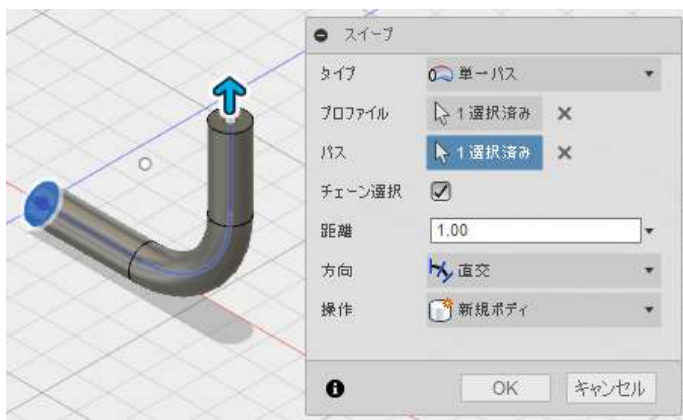 スイープ
タイプ 単一パス
プロファイル 1 選択済み
パス 1 選択済み
チェーン選択
距離 1.00
方向 直交
操作 新規ボディ
OK キャンセル